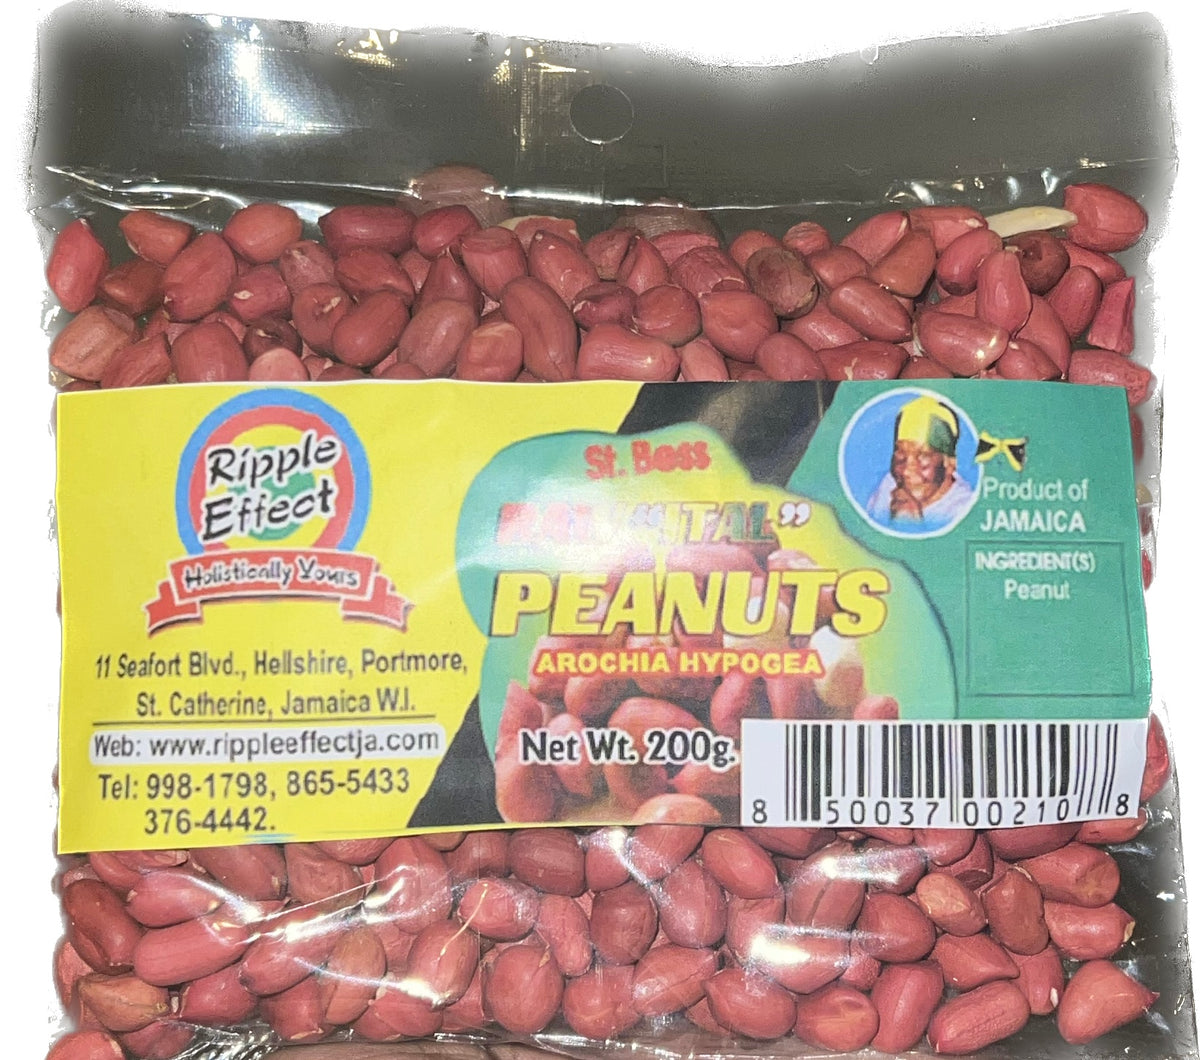 Ripple
Effect
Holistically Yours
11 Seafort Blvd., Hellshire, Portmore,
St. Catherine, Jamaica W.I.
Web: www.rippleeffectja.com
Tel: 998-1798, 865-5433
376-4442.
St. Bess
RAW "ITAL"
PEANUTS
AROCHIA HYPOGEA
Net Wt. 200g.
Product of
JAMAICA
INGREDIENT(S)
Peanut
8 50037 00210 8